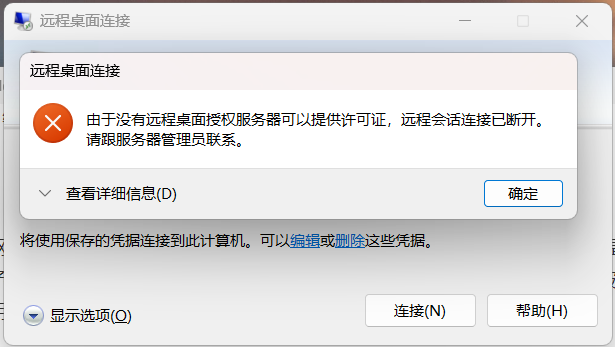 远程桌面连接
远程桌面连接
由于没有远程桌面授权服务器可以提供许可证，远程会话连接已断开。
请跟服务器管理员联系。
查看详细信息(D)
确定
将使用保存的凭据连接到此计算机。可以编辑或删除这些凭据。
显示选项(O)
连接(N)
帮助(H)